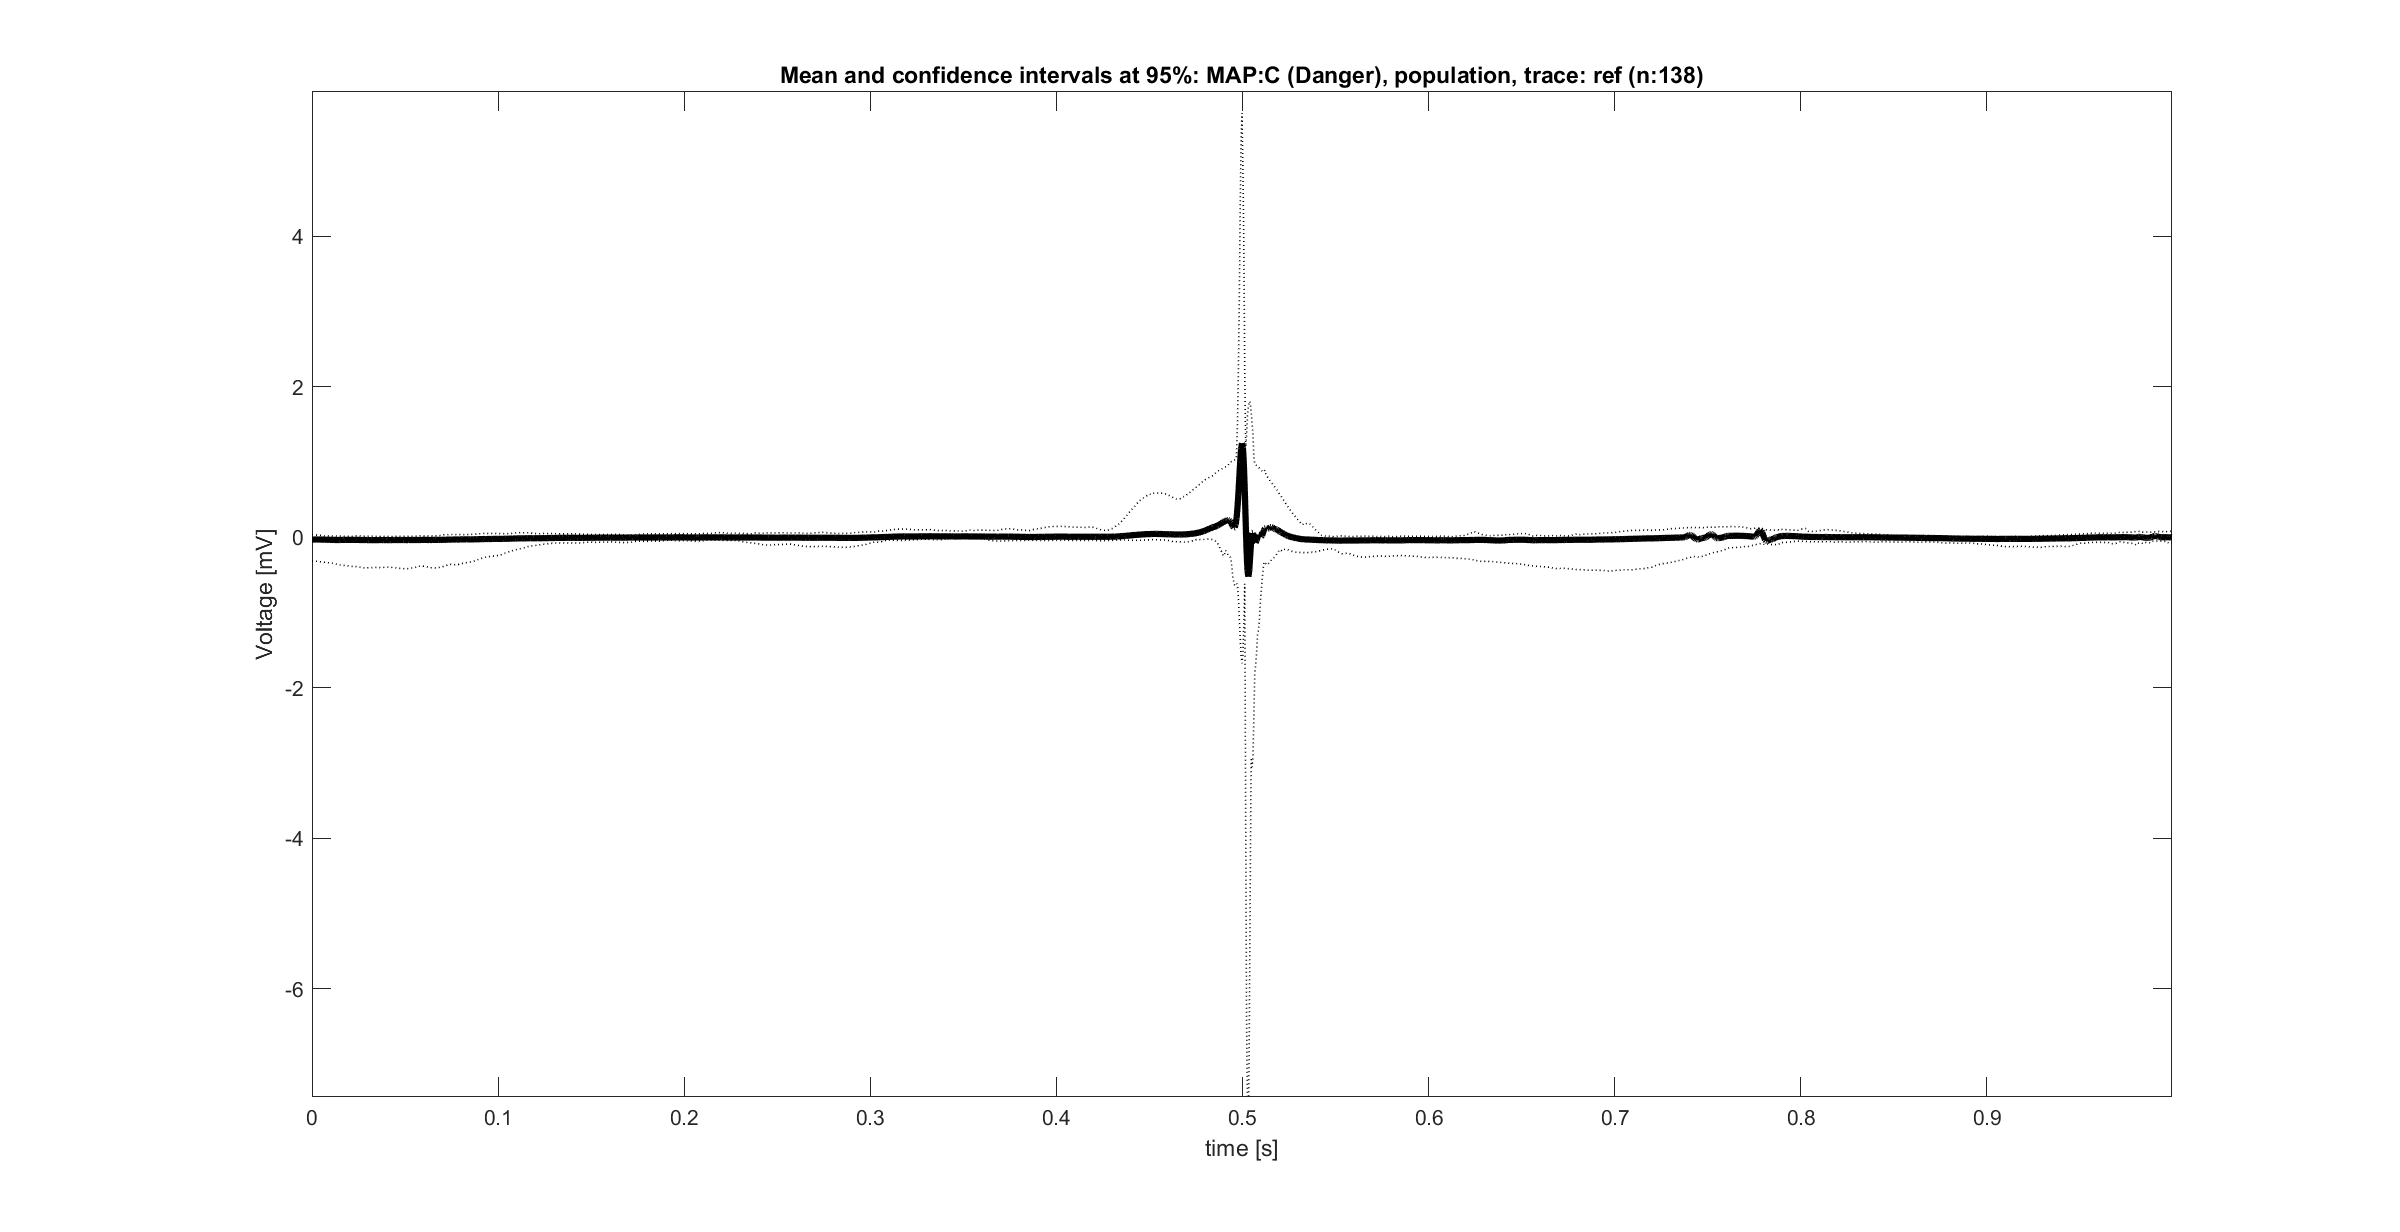 Mean and confidence intervals at 95%: MAP:C (Danger), population, trace: ref (n:138)
4
2
0
-2
-4
-6
Voltage [mV]
0 0.1 0.2 0.3 0.4 0.5 0.6 0.7 0.8 0.9
time [s]